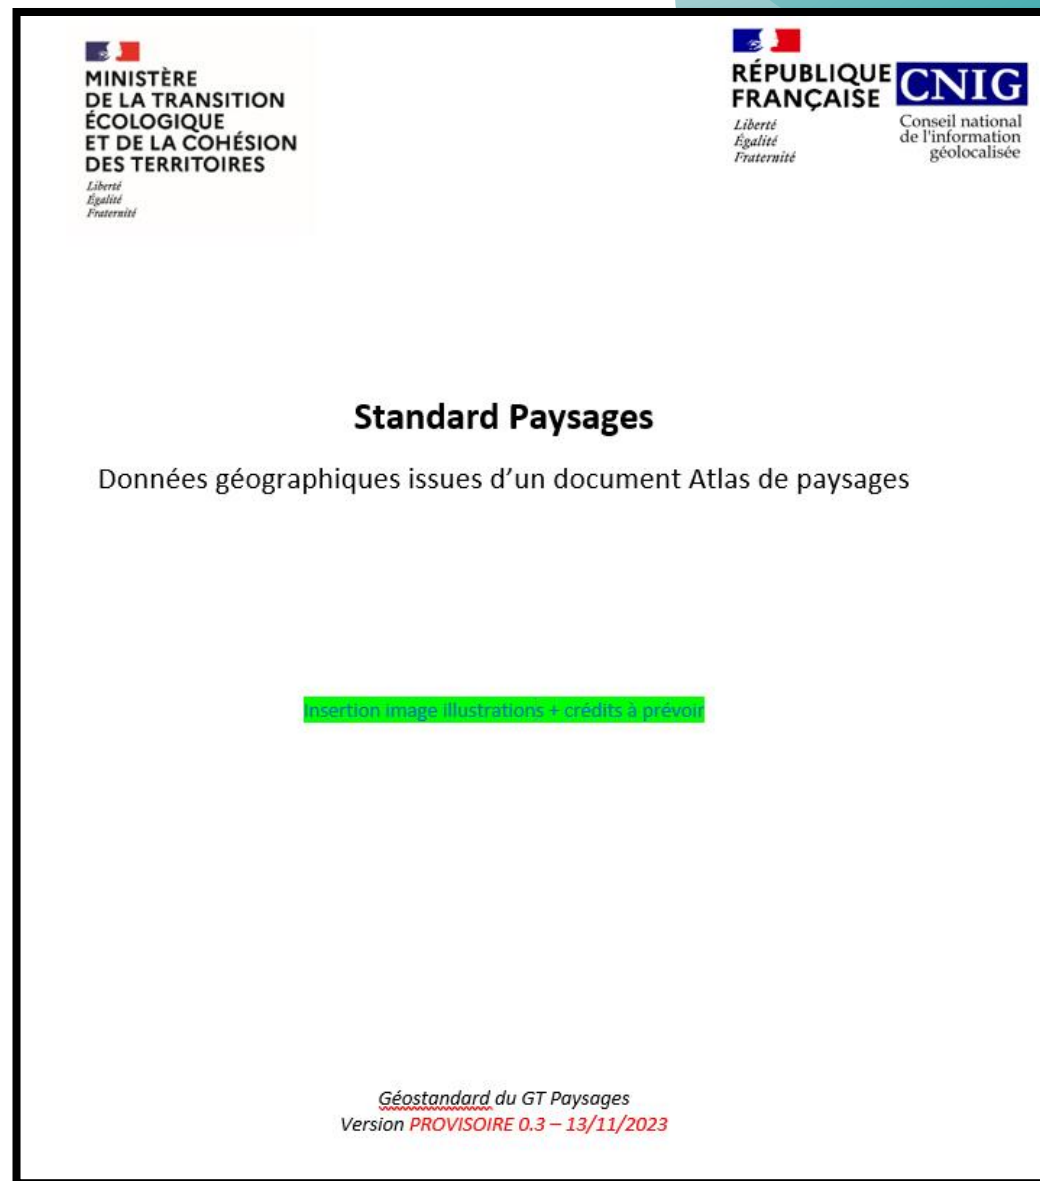 MINISTÈRE
DE LA TRANSITION
ÉCOLOGIQUE
ET DE LA COHÉSION
DES TERRITOIRES
Liberté
Égalité
Fraternité
RÉPUBLIQUE
FRANÇAISE
Liberté
Égalité
Fraternité
CNIG
Conseil national
de l'information
géolocalisée
Standard Paysages
Données géographiques issues d’un document Atlas de paysages
Insertion image illustrations + crédits à prévoir
Géostandard du GT Paysages
Version PROVISOIRE 0.3 – 13/11/2023